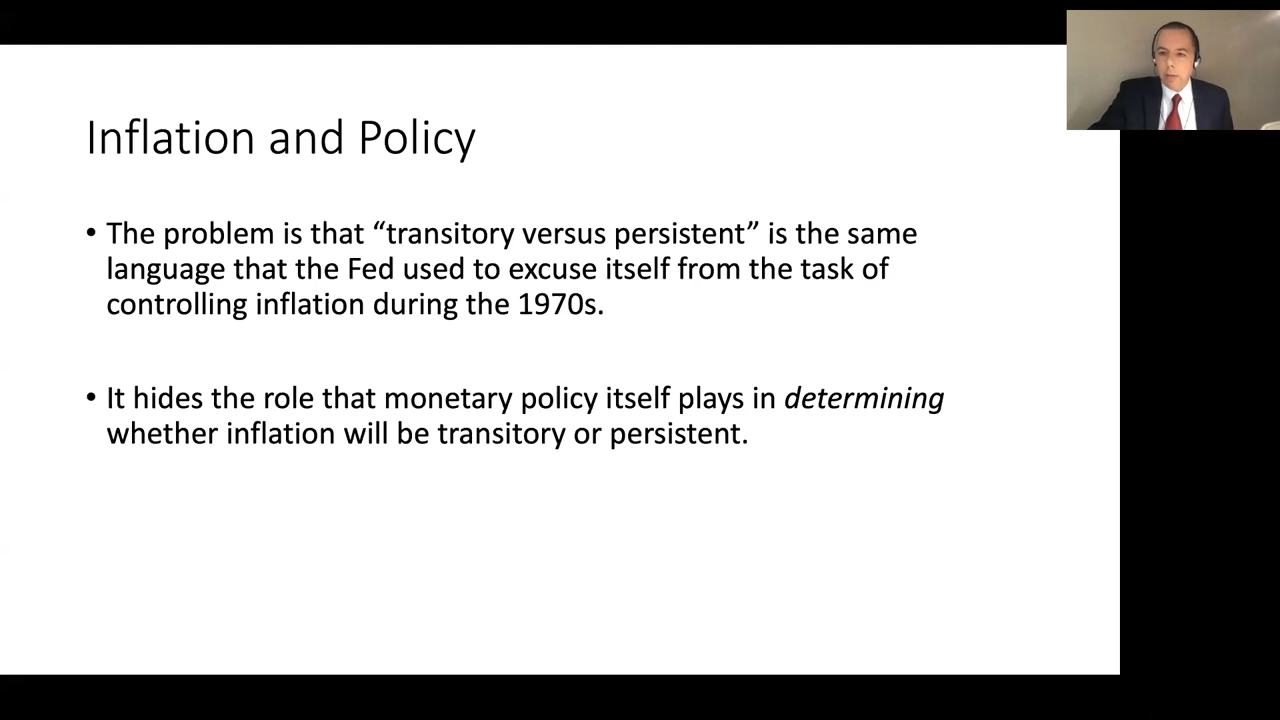 Inflation and Policy
• The problem is that “transitory versus persistent” is the same
language that the Fed used to excuse itself from the task of
controlling inflation during the 1970s.
• It hides the role that monetary policy itself plays in determining
whether inflation will be transitory or persistent.